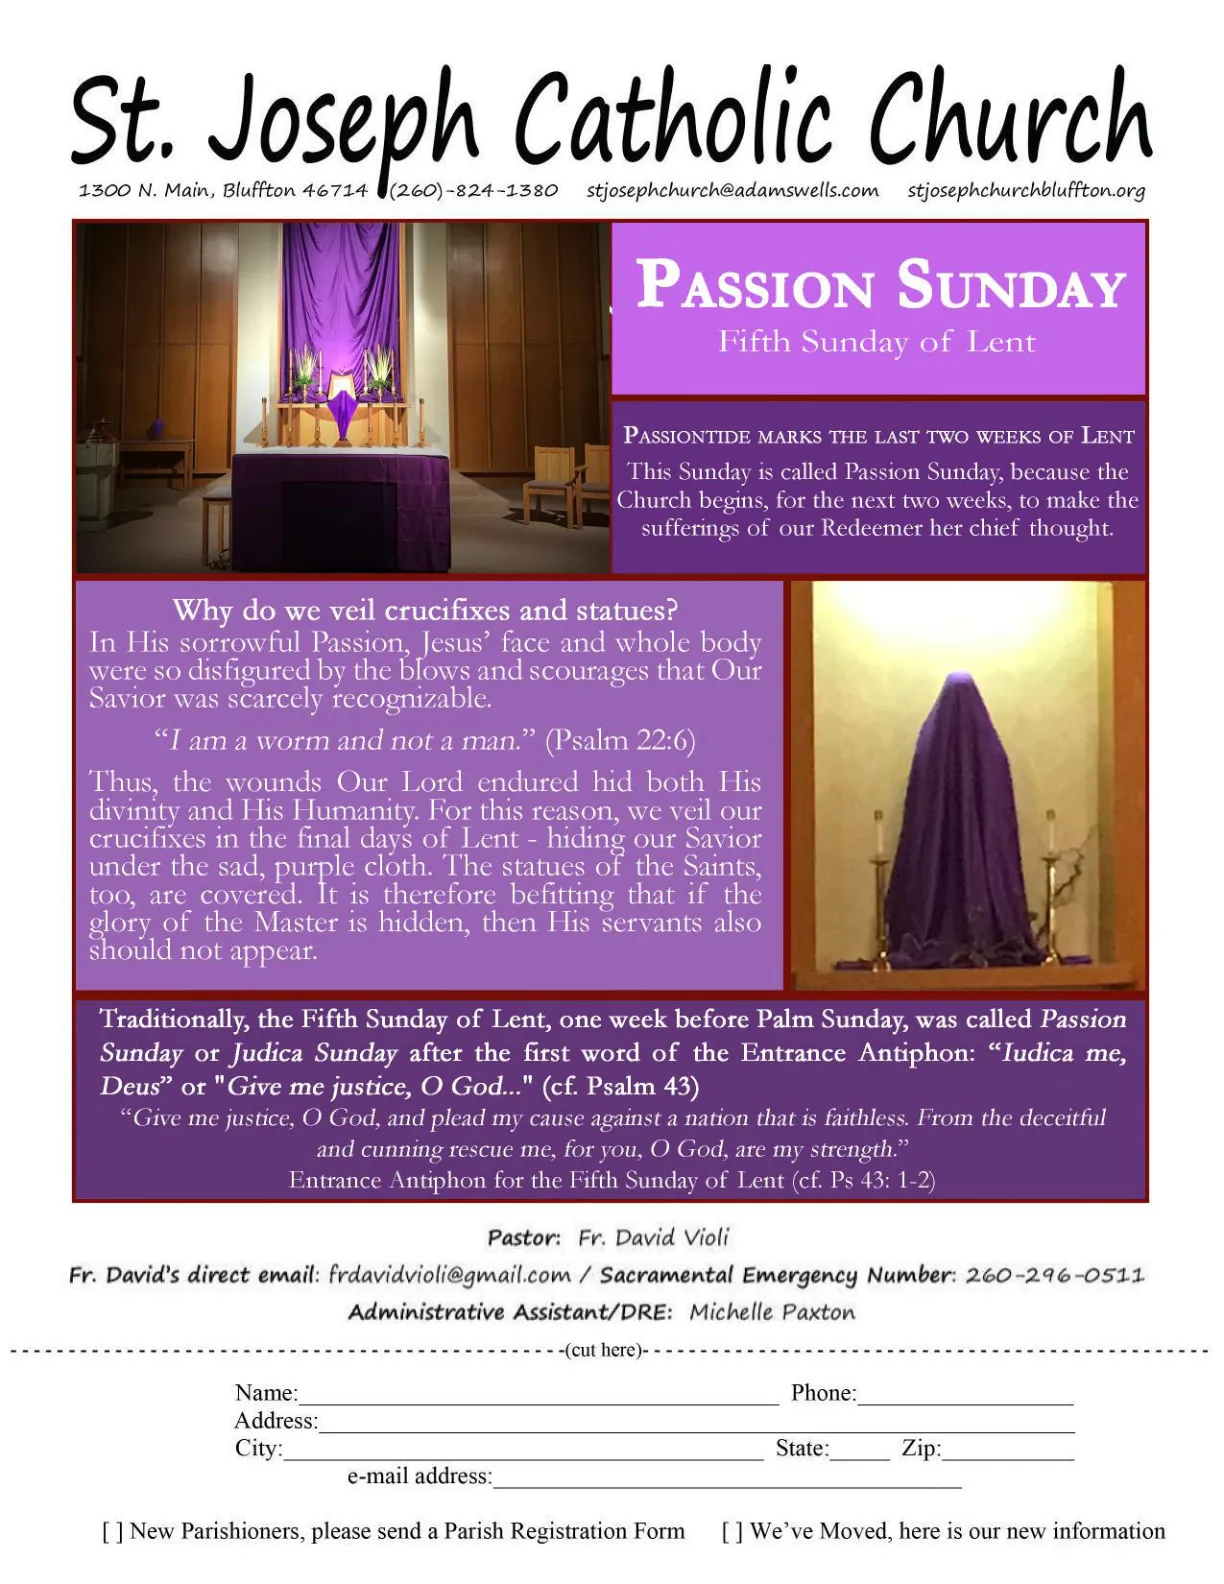 St. Joseph Catholic Church
1300 N. Main, Bluffton 46714 (260)-824-1380 stjosephchurch@adamswells.com stjosephchurchbluffton.org
PASSION SUNDAY
Fifth Sunday of Lent
PASSIONTIDE MARKS THE LAST TWO WEEKS OF LENT
This Sunday is called Passion Sunday, because the
Church begins, for the next two weeks, to make the
sufferings of our Redeemer her chief thought.
Why do we veil crucifixes and statues?
In His sorrowful Passion, Jesus’ face and whole body
were so disfigured by the blows and scourages that Our
Savior was scarcely recognizable.
“I am a worm and not a man.” (Psalm 22:6)
Thus, the wounds Our Lord endured hid both His
divinity and His Humanity. For this reason, we veil our
crucifixes in the final days of Lent - hiding our Savior
under the sad, purple cloth. The statues of the Saints,
too, are covered. It is therefore befitting that if the
glory of the Master is hidden, then His servants also
should not appear.
Traditionally, the Fifth Sunday of Lent, one week before Palm Sunday, was called Passion
Sunday or Judica Sunday after the first word of the Entrance Antiphon: “Iudica me,
Deus” or "Give me justice, O God..." (cf. Psalm 43)
“Give me justice, O God, and plead my cause against a nation that is faithless. From the deceitful
and cunning rescue me, for you, O God, are my strength.”
Entrance Antiphon for the Fifth Sunday of Lent (cf. Ps 43: 1-2)
Pastor: Fr. David Violi
Fr. David’s direct email: frdavidvioli@gmail.com / Sacramental Emergency Number: 260-296-0511
Administrative Assistant/DRE: Michelle Paxton
(cut here)
Name: Phone:
Address:
City: State: Zip:
e-mail address:
[ ] New Parishioners, please send a Parish Registration Form [ ] We’ve Moved, here is our new information